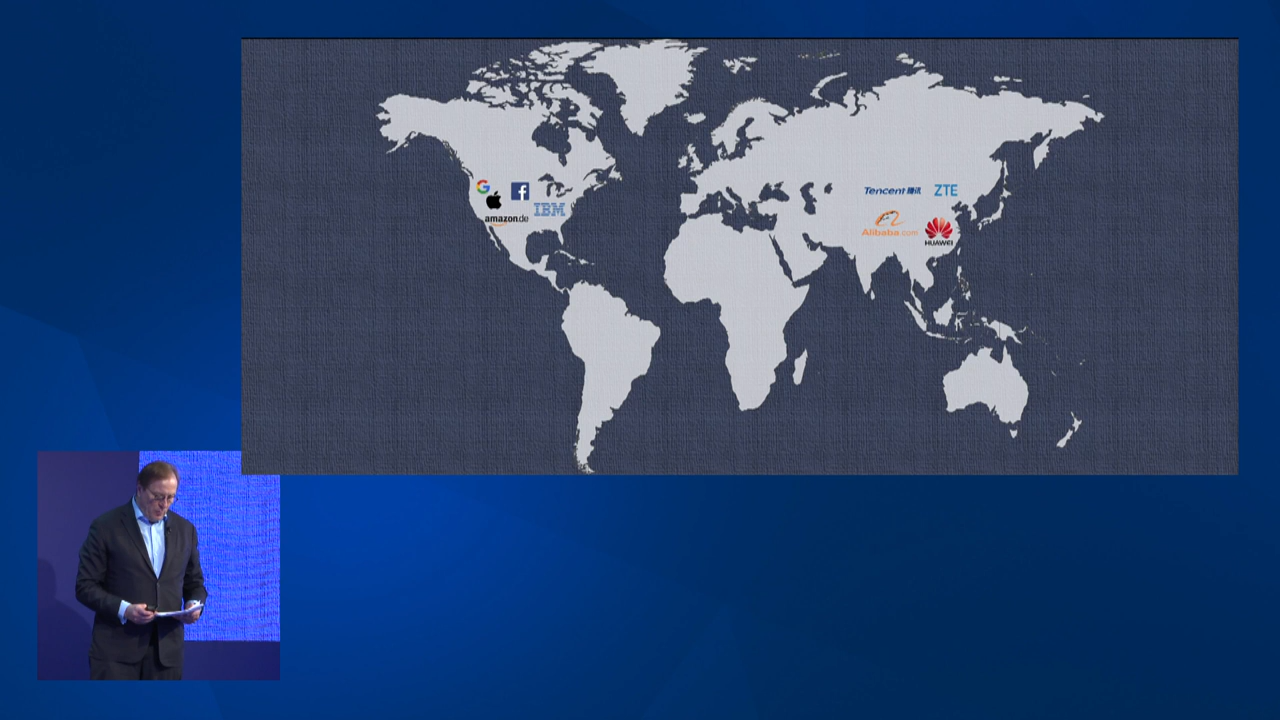 G
f
IBM
amazon.de
Tencent 腾讯
ZTE
Alibaba.com
HUAWEI